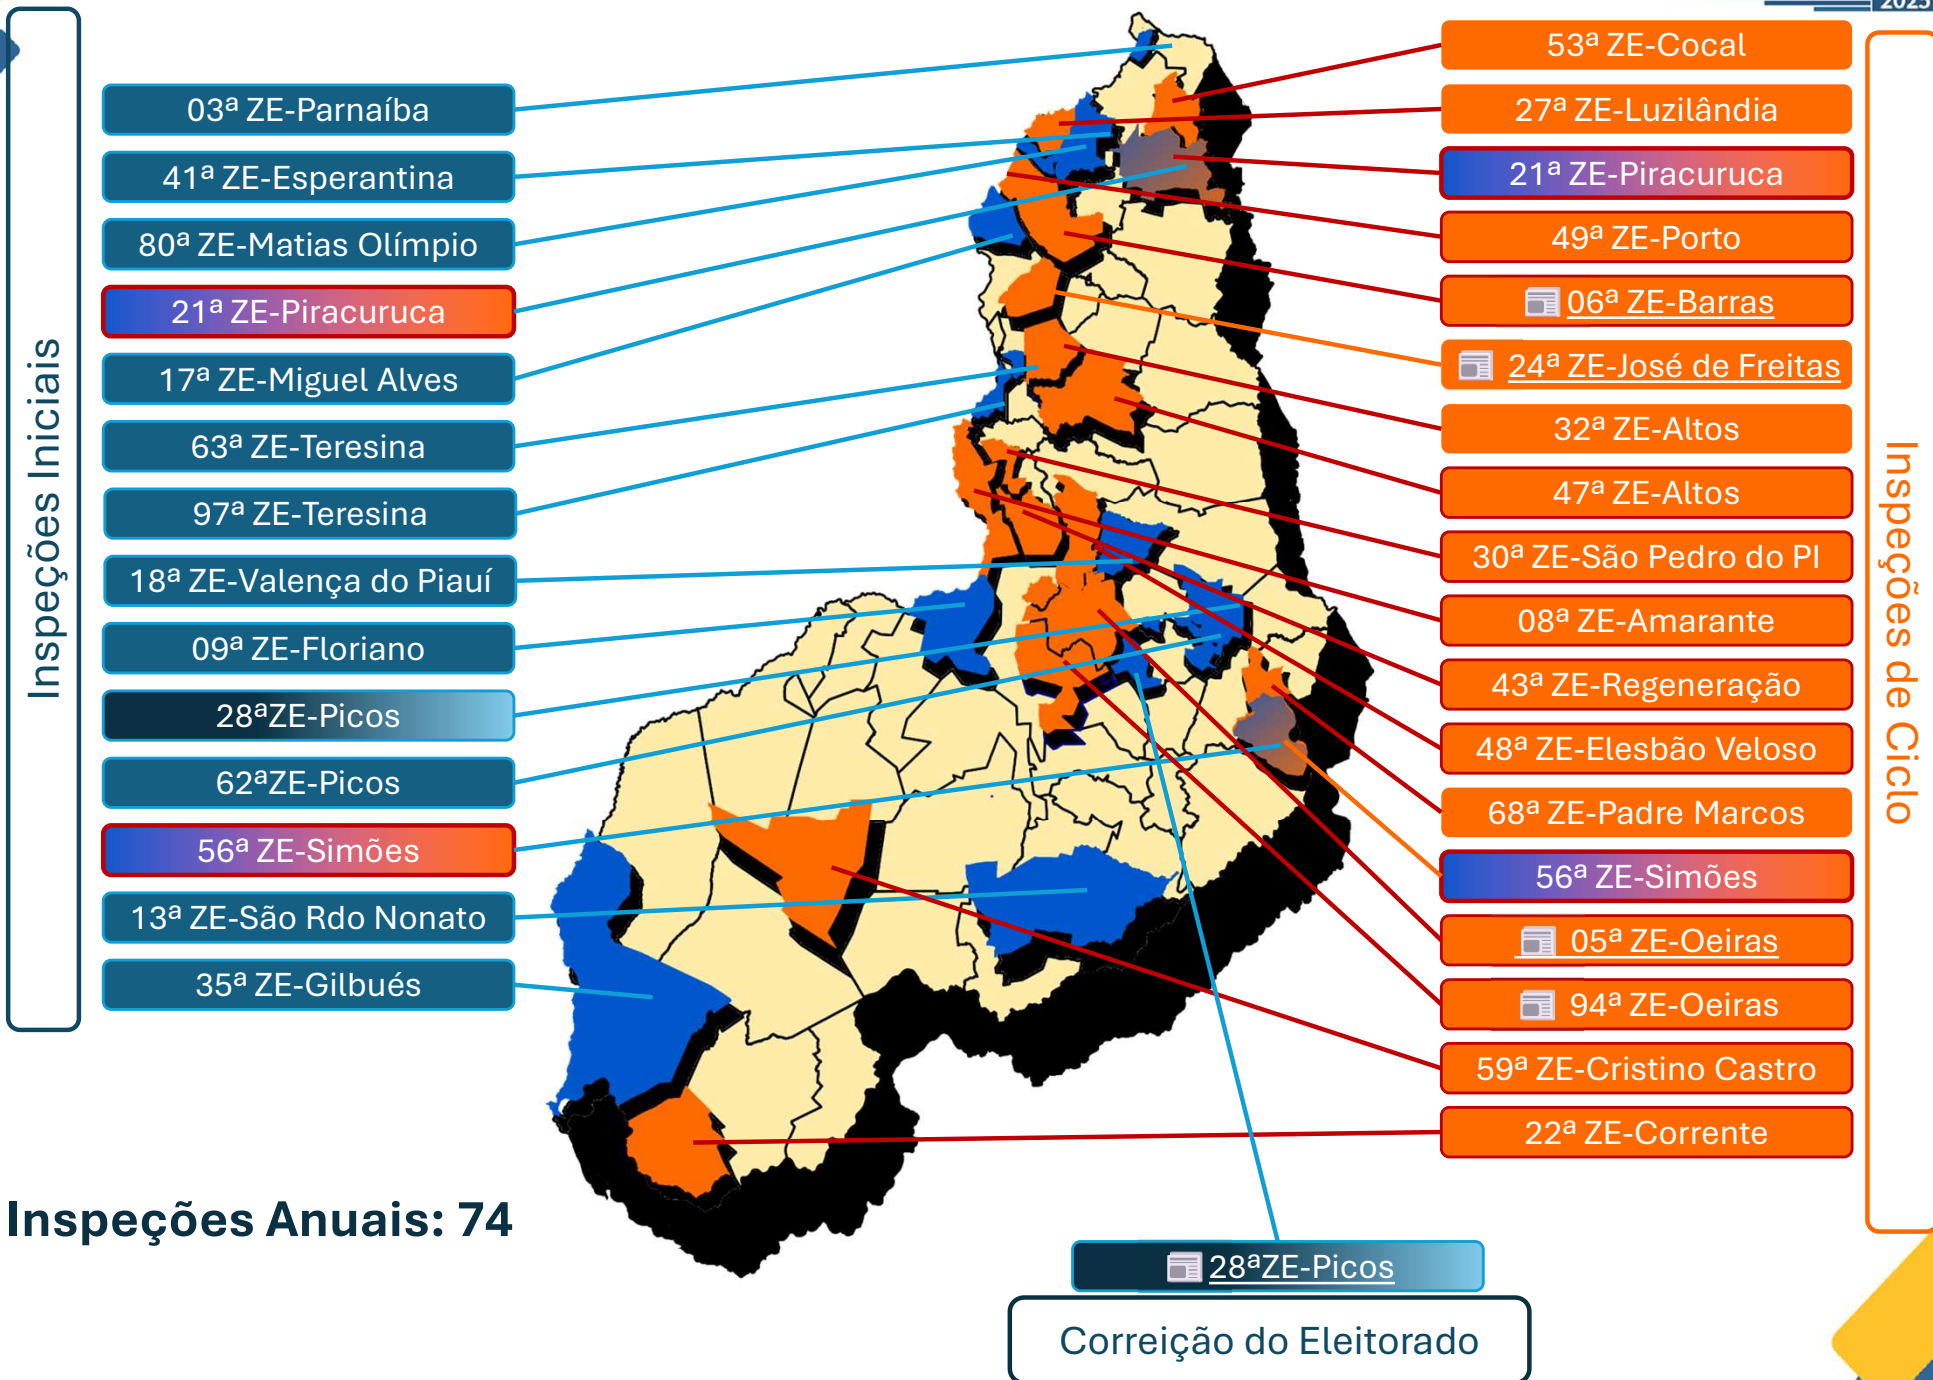 2025
Inspeções Iniciais
03ª ZE-Parnaíba
41ª ZE-Esperantina
80ª ZE-Matias Olímpio
21ª ZE-Piracuruca
17ª ZE-Miguel Alves
63ª ZE-Teresina
97ª ZE-Teresina
18ª ZE-Valença do Piauí
09ª ZE-Floriano
28ªZE-Picos
62ªZE-Picos
56ª ZE-Simões
13ª ZE-São Rdo Nonato
35ª ZE-Gilbués
Inspeções Anuais: 74
53ª ZE-Cocal
27ª ZE-Luzilândia
21ª ZE-Piracuruca
49ª ZE-Porto
06ª ZE-Barras
24ª ZE-José de Freitas
32ª ZE-Altos
47ª ZE-Altos
30ª ZE-São Pedro do PI
08ª ZE-Amarante
43ª ZE-Regeneração
48ª ZE-Elesbão Veloso
68ª ZE-Padre Marcos
56ª ZE-Simões
05ª ZE-Oeiras
94ª ZE-Oeiras
59ª ZE-Cristino Castro
22ª ZE-Corrente
Inspeções de Ciclo
28ªZE-Picos
Correição do Eleitorado